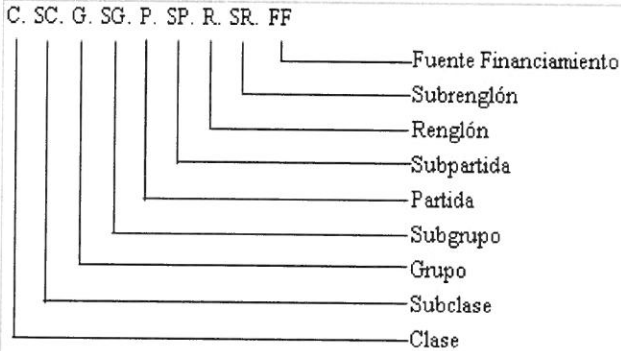 C. SC. G. SG. P. SP. R. SR. FF
Fuente Financiamiento
Subrenglón
Renglón
Subpartida
Partida
Subgrupo
Grupo
Subclase
Clase